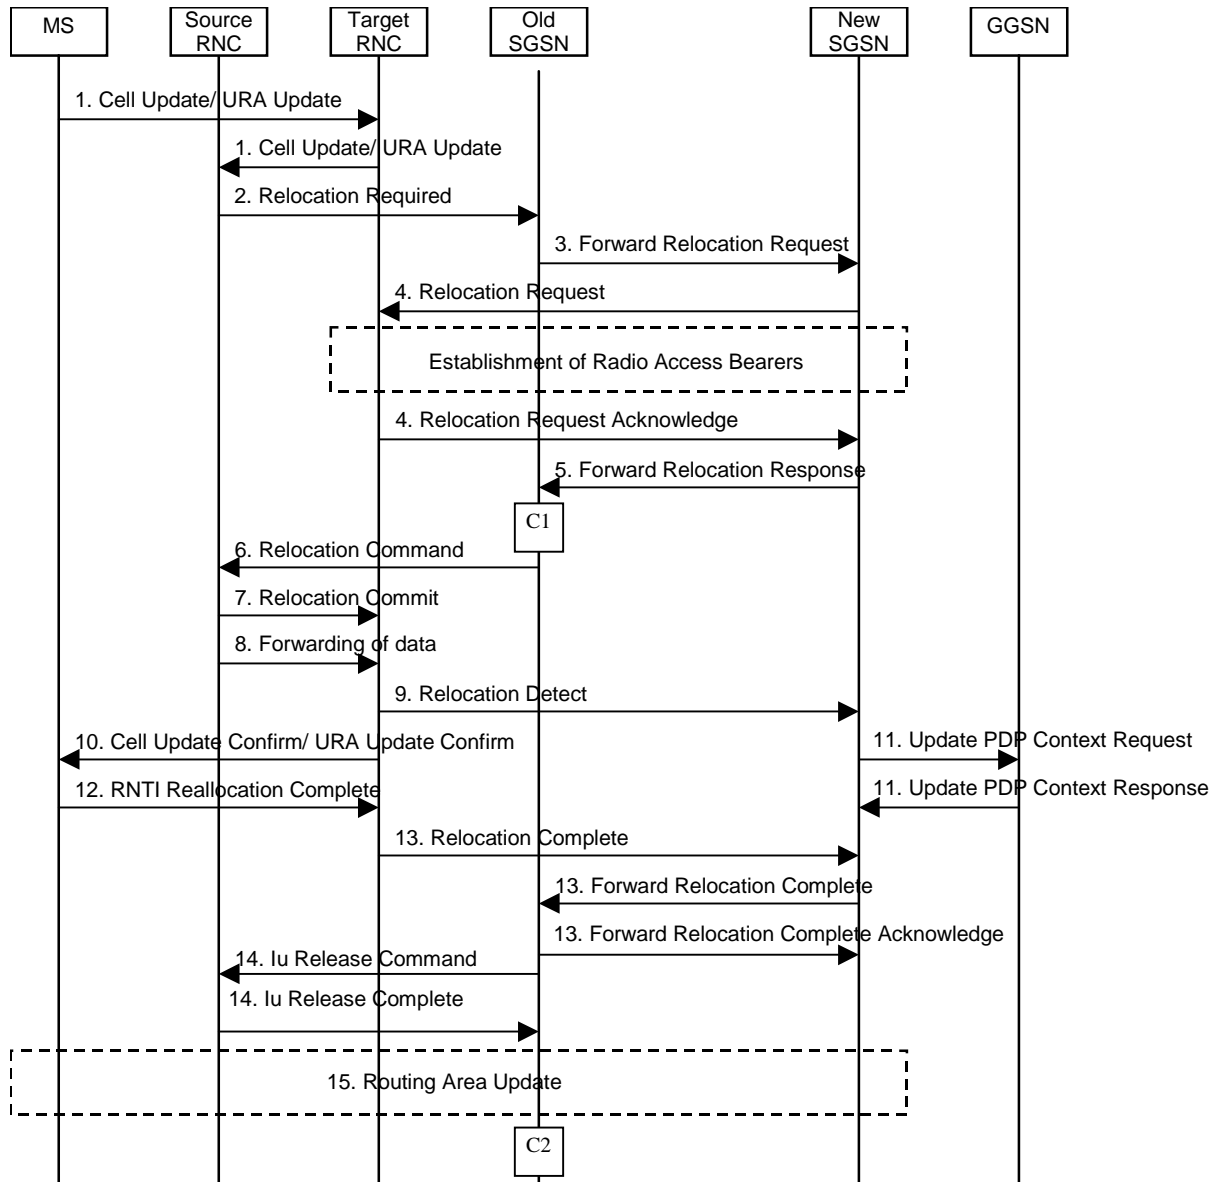 MS
Source
RNC
Target
RNC
Old
SGSN
New
SGSN
GGSN
1. Cell Update/ URA Update
1. Cell Update/ URA Update
2. Relocation Required
3. Forward Relocation Request
4. Relocation Request
Establishment of Radio Access Bearers
4. Relocation Request Acknowledge
5. Forward Relocation Response
C1
6. Relocation Command
7. Relocation Commit
8. Forwarding of data
9. Relocation Detect
10. Cell Update Confirm/ URA Update Confirm
11. Update PDP Context Request
12. RNTI Reallocation Complete
11. Update PDP Context Response
13. Relocation Complete
13. Forward Relocation Complete
13. Forward Relocation Complete Acknowledge
14. Iu Release Command
14. Iu Release Complete
15. Routing Area Update
C2